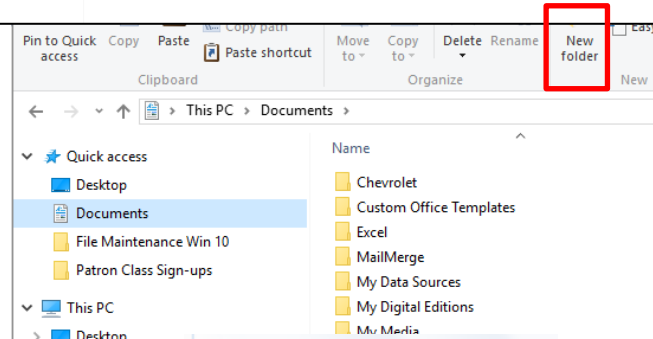 Copy path
Easy
Pin to Quick access
Copy
Paste
Paste shortcut
Move to
Copy to
Delete
Rename
New folder
Clipboard
Organize
New
This PC > Documents >
Name
Quick access
Desktop
Documents
File Maintenance Win 10
Patron Class Sign-ups
This PC
Desktop
Chevrolet
Custom Office Templates
Excel
MailMerge
My Data Sources
My Digital Editions
My Media